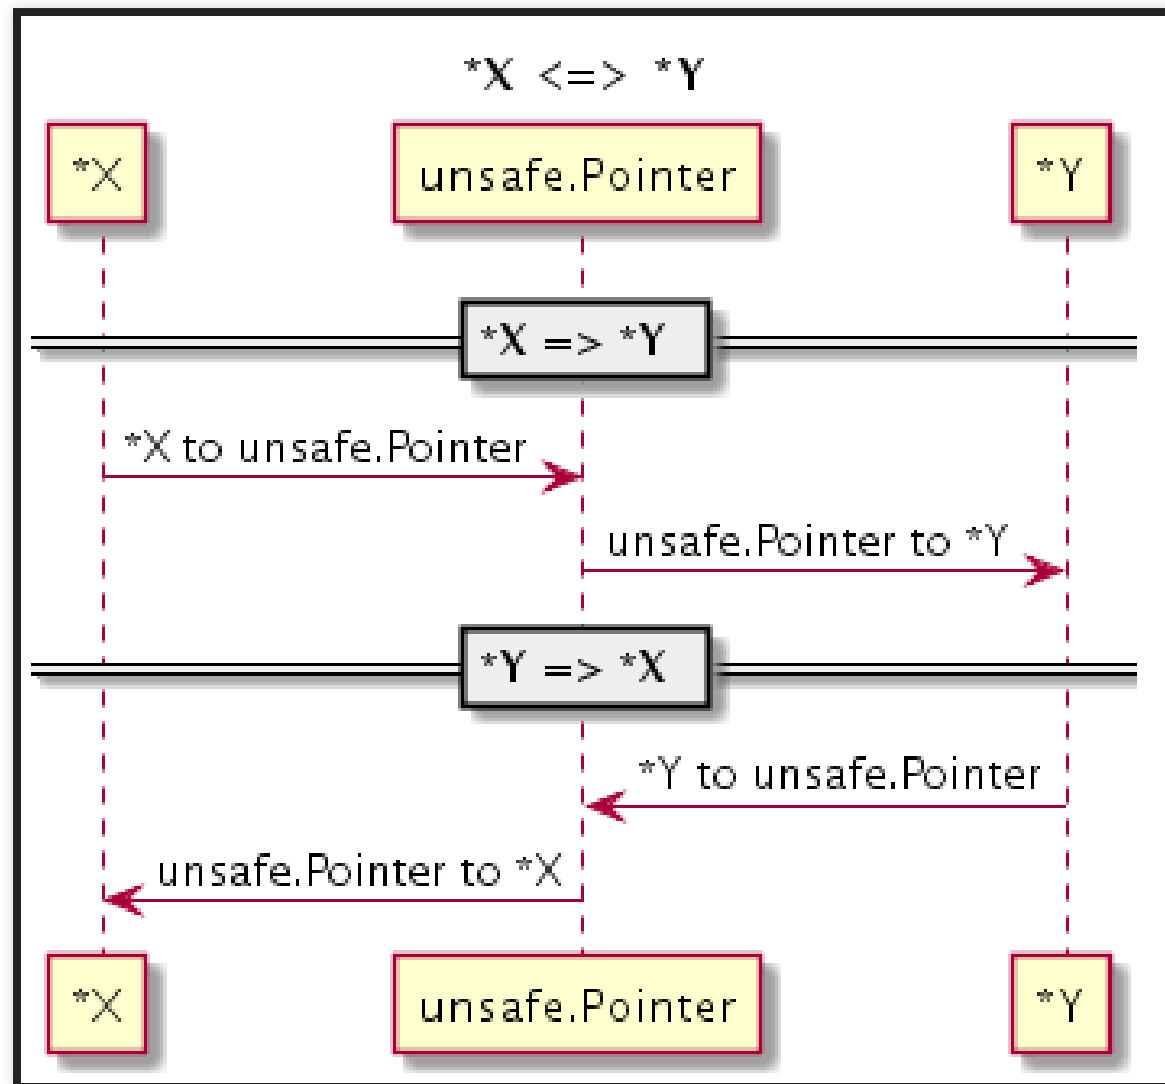 *X <=> *Y
*X
unsafe.Pointer
*Y
*X => *Y
*X to unsafe.Pointer
unsafe.Pointer to *Y
*Y => *X
*Y to unsafe.Pointer
unsafe.Pointer to *X
*X
unsafe.Pointer
*Y